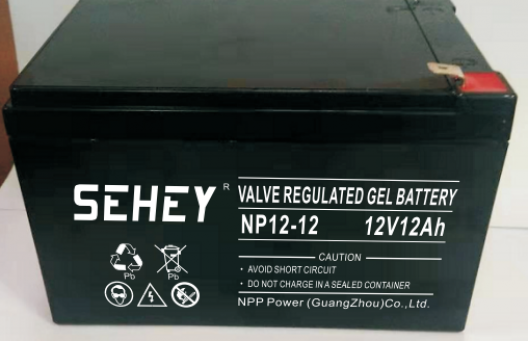 SEHEY ®
VALVE REGULATED GEL BATTERY
NP12-12 12V12Ah
CAUTION
· AVOID SHORT CIRCUIT
· DO NOT CHARGE IN A SEALED CONTAINER
NPP Power (GuangZhou)Co.,Ltd.
Pb Pb